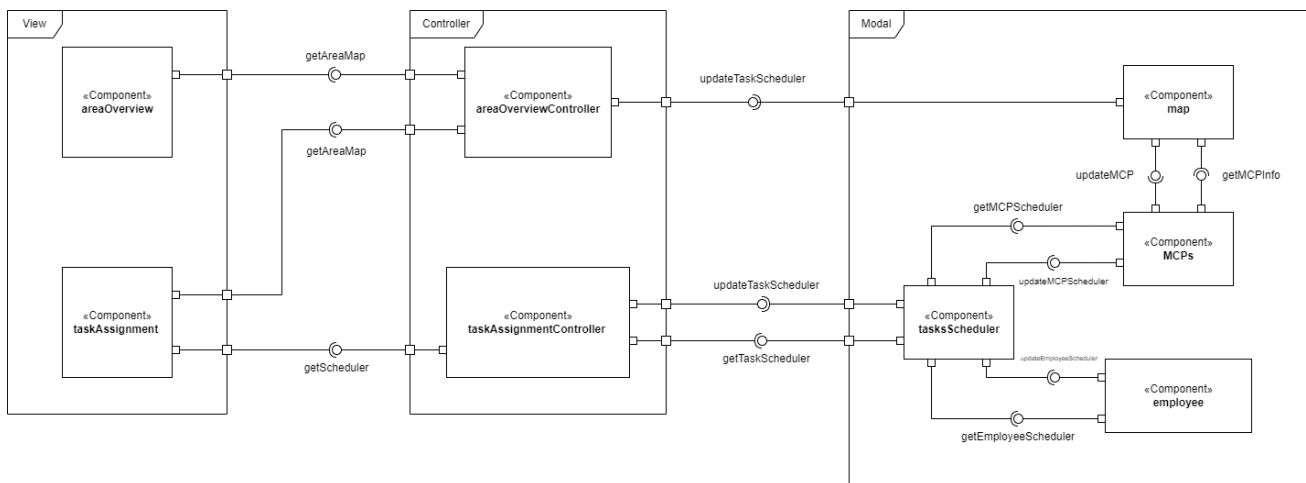 View
Controller
Modal
«Component»
areaOverview
getAreaMap
getAreaMap
«Component»
areaOverviewController
updateTaskScheduler
«Component»
map
updateMCP
getMCPInfo
getMCPScheduler
«Component»
MCPs
updateMCPScheduler
«Component»
taskAssignment
getScheduler
«Component»
taskAssignmentController
updateTaskScheduler
getTaskScheduler
«Component»
tasksScheduler
updateEmployeeScheduler
getEmployeeScheduler
«Component»
employee